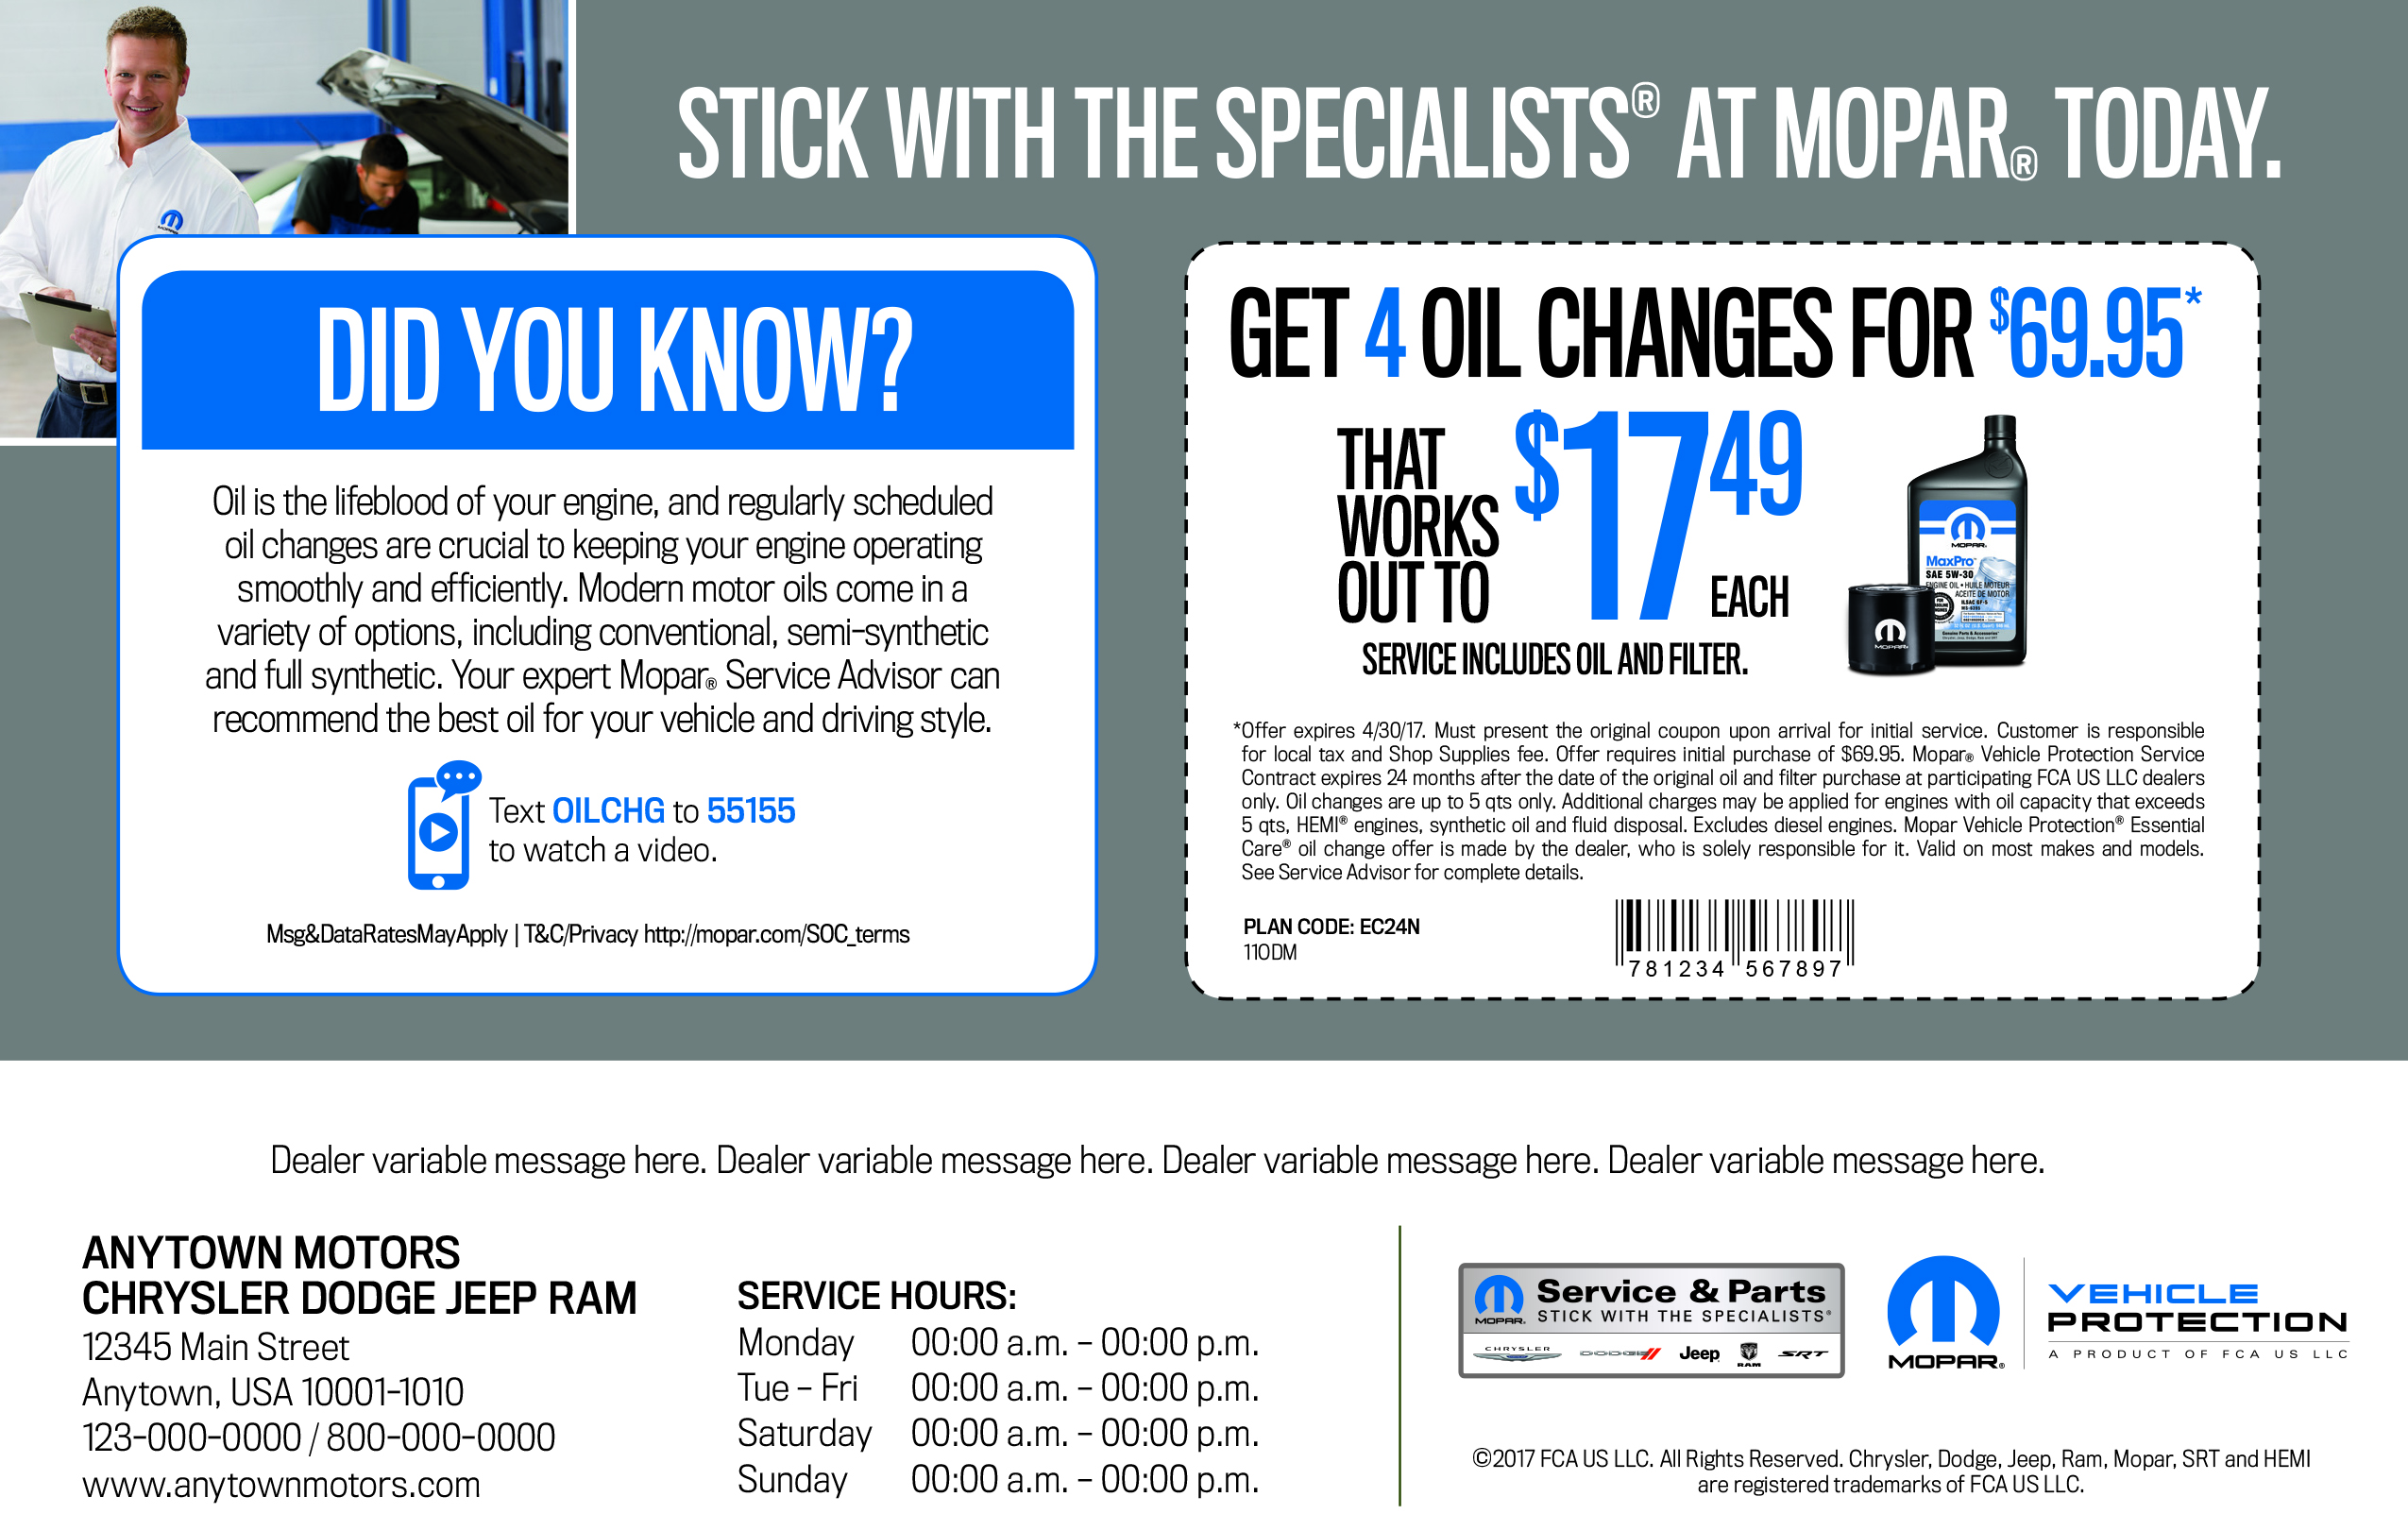 STICK WITH THE SPECIALISTS® AT MOPAR® TODAY.
MOPAR
DID YOU KNOW?
Oil is the lifeblood of your engine, and regularly scheduled
oil changes are crucial to keeping your engine operating
smoothly and efficiently. Modern motor oils come in a
variety of options, including conventional, semi-synthetic
and full synthetic. Your expert Mopar® Service Advisor can
recommend the best oil for your vehicle and driving style.
Text OILCHG to 55155
to watch a video.
Msg&DataRatesMayApply | T&C/Privacy http://mopar.com/SOC_terms
GET 4 OIL CHANGES FOR $69.95*
THAT
WORKS
OUT TO
$17 49
EACH
SERVICE INCLUDES OIL AND FILTER.
MOPAR
MaxPro
SAE 5W-30
ENGINE OIL • HUILE MOTEUR
ACEITE DE MOTOR
MOPAR
*Offer expires 4/30/17. Must present the original coupon upon arrival for initial service. Customer is responsible
for local tax and Shop Supplies fee. Offer requires initial purchase of $69.95. Mopar® Vehicle Protection Service
Contract expires 24 months after the date of the original oil and filter purchase at participating FCA US LLC dealers
only. Oil changes are up to 5 qts only. Additional charges may be applied for engines with oil capacity that exceeds
5 qts, HEMI® engines, synthetic oil and fluid disposal. Excludes diesel engines. Mopar Vehicle Protection® Essential
Care® oil change offer is made by the dealer, who is solely responsible for it. Valid on most makes and models.
See Service Advisor for complete details.
PLAN CODE: EC24N
110DM
781234 567897
Dealer variable message here. Dealer variable message here. Dealer variable message here. Dealer variable message here.
ANYTOWN MOTORS
CHRYSLER DODGE JEEP RAM
12345 Main Street
Anytown, USA 10001-1010
123-000-0000 / 800-000-0000
www.anytownmotors.com
SERVICE HOURS:
Monday 00:00 a.m. – 00:00 p.m.
Tue – Fri 00:00 a.m. – 00:00 p.m.
Saturday 00:00 a.m. – 00:00 p.m.
Sunday 00:00 a.m. – 00:00 p.m.
MOPAR®
Service & Parts
STICK WITH THE SPECIALISTS®
CHRYSLER DODGE Jeep RAM SRT
MOPAR®
VEHICLE
PROTECTION
A PRODUCT OF FCA US LLC
©2017 FCA US LLC. All Rights Reserved. Chrysler, Dodge, Jeep, Ram, Mopar, SRT and HEMI
are registered trademarks of FCA US LLC.